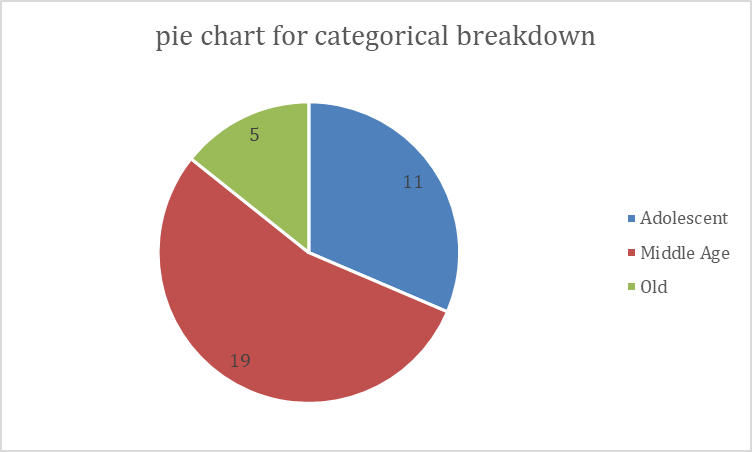 pie chart for categorical breakdown
5
11
19
Adolescent
Middle Age
Old